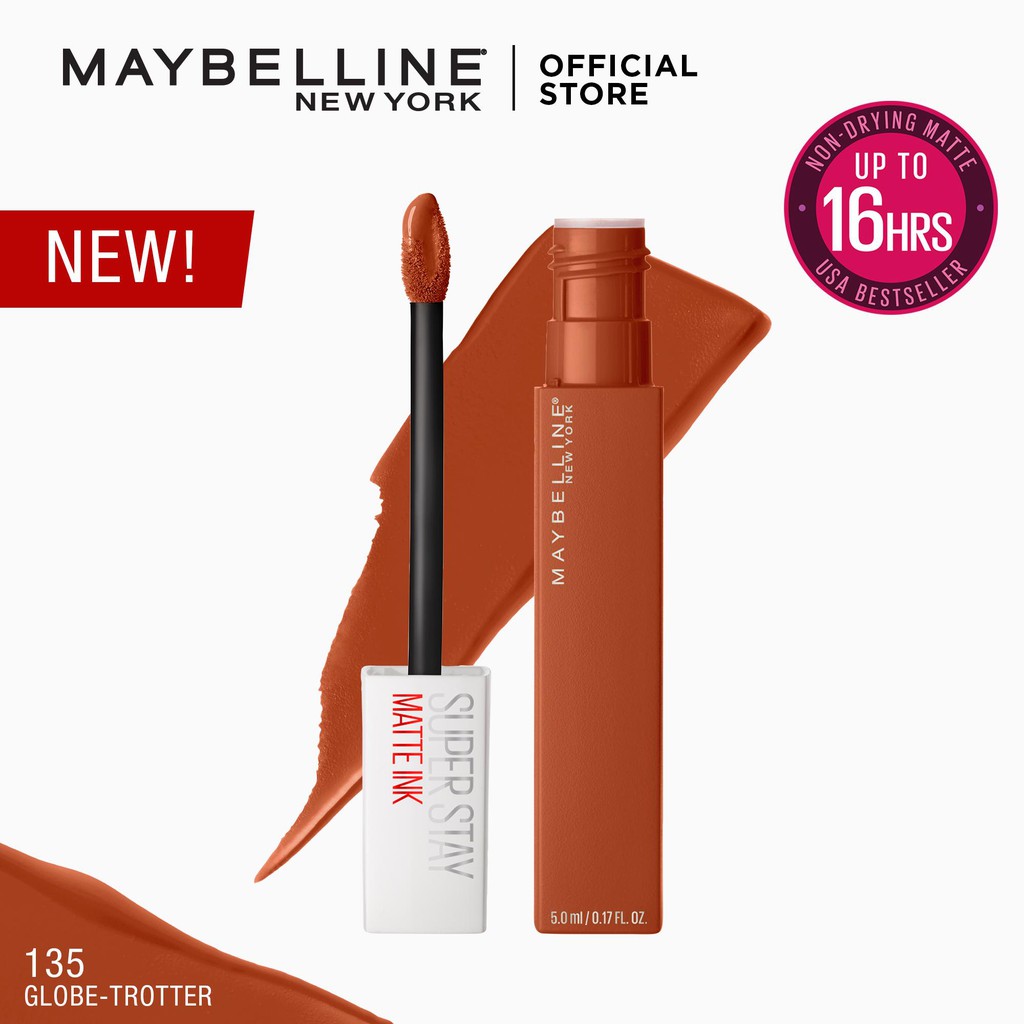 MAYBELLINE®
NEW YORK
OFFICIAL
STORE
NON-DRYING MATTE
UP TO
16HRS
USA BESTSELLER
NEW!
MAYBELLINE®
NEW YORK
SUPER STAY
MATTE INK
5.0 ml / 0.17 FL. OZ.
135
GLOBE-TROTTER